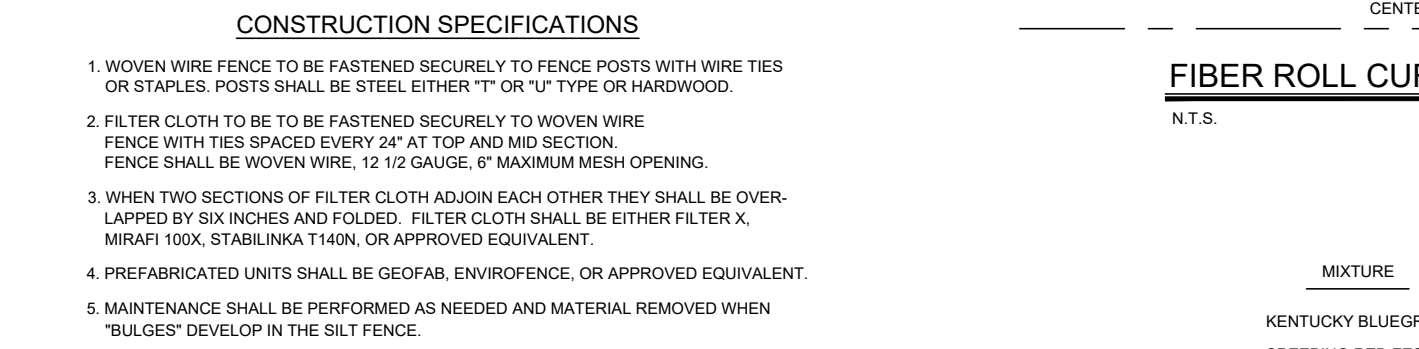 CONSTRUCTION SPECIFICATIONS
1. WOVEN WIRE FENCE TO BE FASTENED SECURELY TO FENCE POSTS WITH WIRE TIES
OR STAPLES. POSTS SHALL BE STEEL EITHER "T" OR "U" TYPE OR HARDWOOD.
2. FILTER CLOTH TO BE TO BE FASTENED SECURELY TO WOVEN WIRE
FENCE WITH TIES SPACED EVERY 24" AT TOP AND MID SECTION.
FENCE SHALL BE WOVEN WIRE, 12 1/2 GAUGE, 6" MAXIMUM MESH OPENING.
3. WHEN TWO SECTIONS OF FILTER CLOTH ADJOIN EACH OTHER THEY SHALL BE OVER-
LAPPED BY SIX INCHES AND FOLDED. FILTER CLOTH SHALL BE EITHER FILTER X,
MIRAFI 100X, STABILINKA T140N, OR APPROVED EQUIVALENT.
4. PREFABRICATED UNITS SHALL BE GEOFAB, ENVIROFENCE, OR APPROVED EQUIVALENT.
5. MAINTENANCE SHALL BE PERFORMED AS NEEDED AND MATERIAL REMOVED WHEN
"BULGES" DEVELOP IN THE SILT FENCE.
FIBER ROLL
N.T.S.
MIXTURE
KENTUCKY